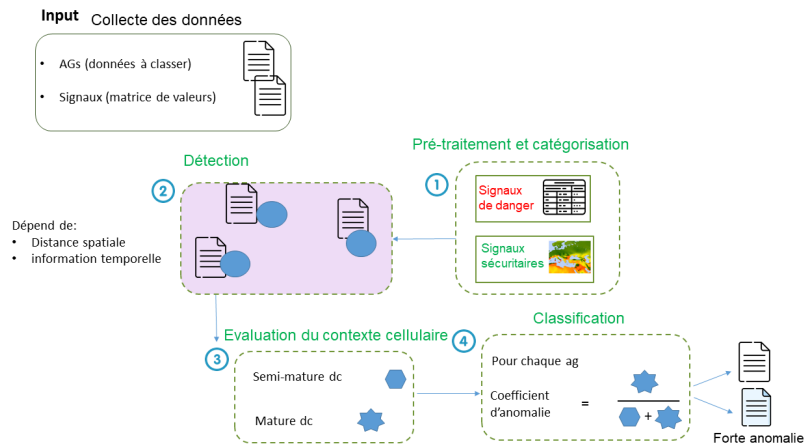 Input Collecte des données
• AGs (données à classer)
• Signaux (matrice de valeurs)
Pré-traitement et catégorisation
1
Signaux
de danger
Signaux
sécuritaires
Détection
2
Dépend de:
• Distance spatiale
• information temporelle
Evaluation du contexte cellulaire
3
Semi-mature dc
Mature dc
Classification
4
Pour chaque ag
Coefficient
d'anomalie
=
+
Forte anomalie